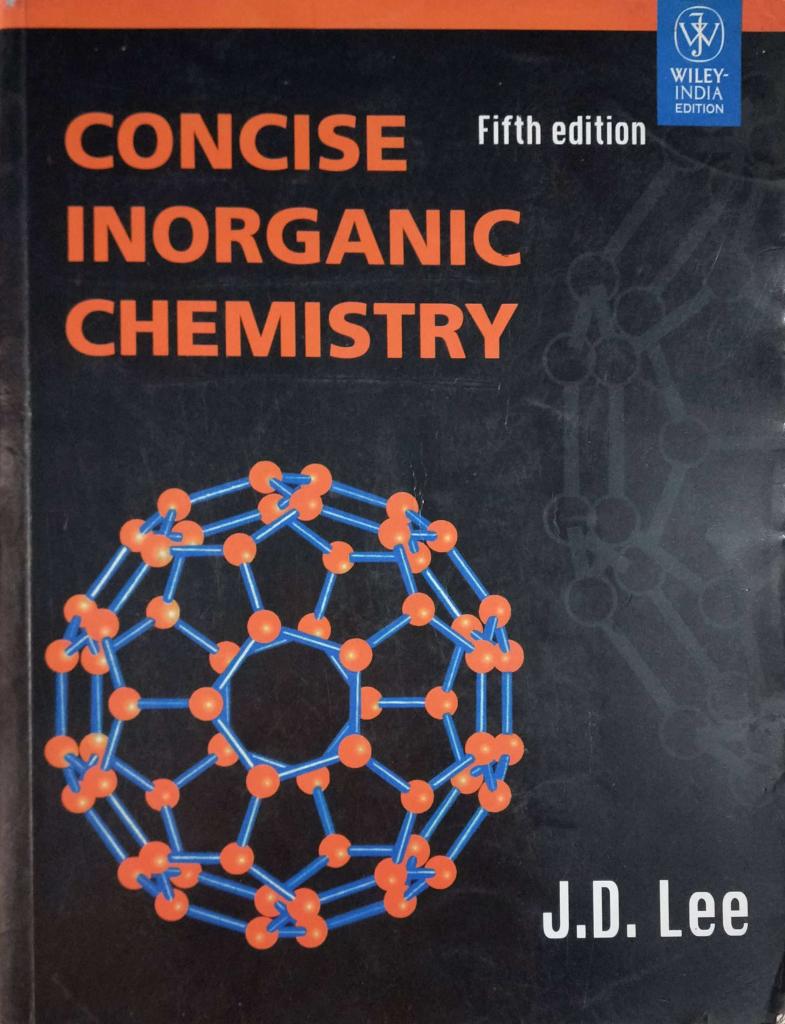 WILEY-
INDIA
EDITION
Fifth edition
CONCISE
INORGANIC
CHEMISTRY
J.D. Lee